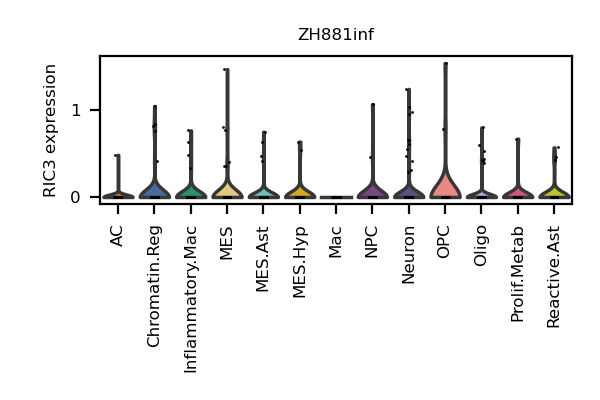 ZH881inf
RIC3 expression
1
0
AC
Chromatin.Reg
Inflammatory.Mac
MES
MES.Ast
MES.Hyp
Mac
NPC
Neuron
OPC
Oligo
Prolif.Metab
Reactive.Ast